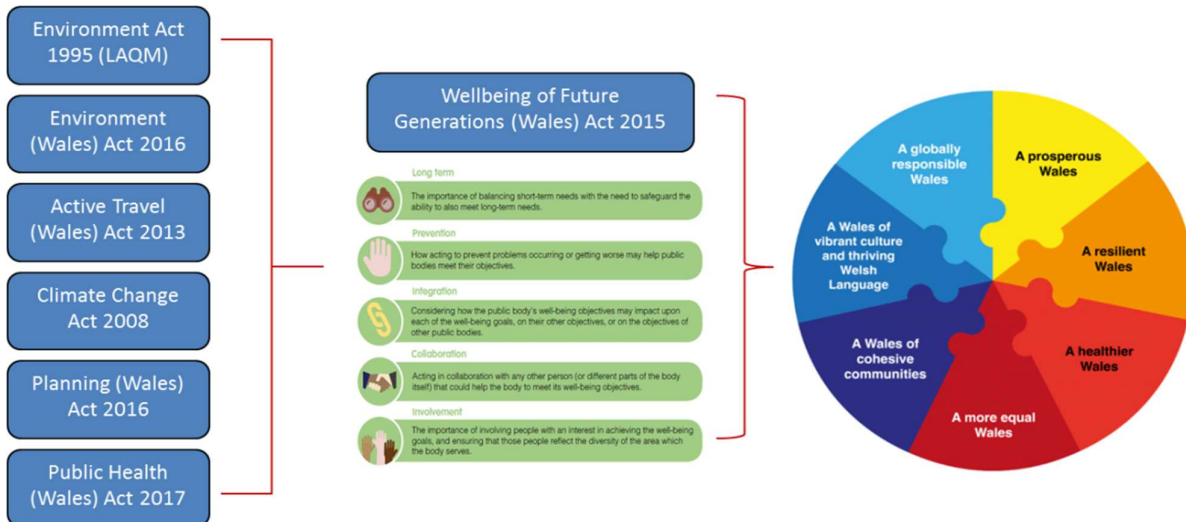 Environment Act
1995 (LAQM)
Environment
(Wales) Act 2016
Active Travel
(Wales) Act 2013
Climate Change
Act 2008
Planning (Wales)
Act 2016
Public Health
(Wales) Act 2017
Wellbeing of Future
Generations (Wales) Act 2015
Long term
The importance of balancing short-term needs with the need to safeguard the
ability to also meet long-term needs.
Prevention
How acting to prevent problems occurring or getting worse may help public
bodies meet their objectives.
Integration
Considering how the public body's well-being objectives may impact upon
each of the well-being goals, on their other objectives, or on the objectives of
other public bodies.
Collaboration
Acting in collaboration with any other person (or different parts of the body
itself) that could help the body to meet its well-being objectives.
Involvement
The importance of involving people with an interest in achieving the well-being
goals, and ensuring that those people reflect the diversity of the area which
the body serves.
A globally
responsible
Wales
A prosperous
Wales
A resilient
Wales
A healthier
Wales
A more equal
Wales
A Wales of
cohesive
communities
A Wales of
vibrant culture
and thriving
Welsh
Language